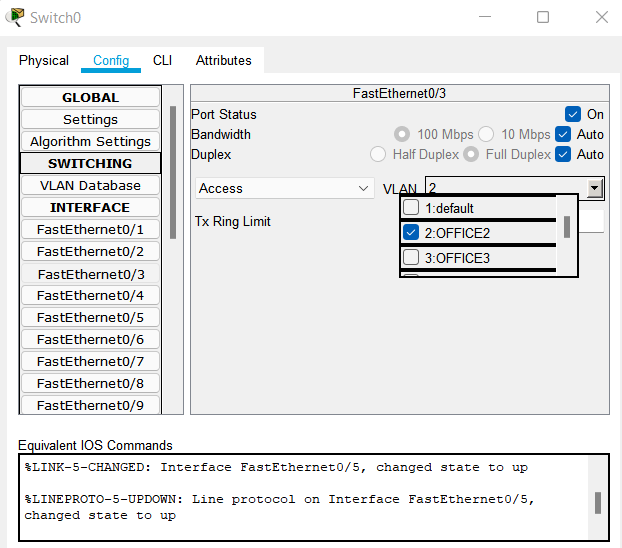 Switch0
Physical Config CLI Attributes
GLOBAL
Settings
Algorithm Settings
SWITCHING
VLAN Database
INTERFACE
FastEthernet0/1
FastEthernet0/2
FastEthernet0/3
FastEthernet0/4
FastEthernet0/5
FastEthernet0/6
FastEthernet0/7
FastEthernet0/8
FastEthernet0/9
FastEthernet0/3
Port Status On
Bandwidth 100 Mbps 10 Mbps Auto
Duplex Half Duplex Full Duplex Auto
Access VLAN 2
1:default
2:OFFICE2
3:OFFICE3
Tx Ring Limit
Equivalent IOS Commands
%LINK-5-CHANGED: Interface FastEthernet0/5, changed state to up
%LINEPROTO-5-UPDOWN: Line protocol on Interface FastEthernet0/5,
changed state to up